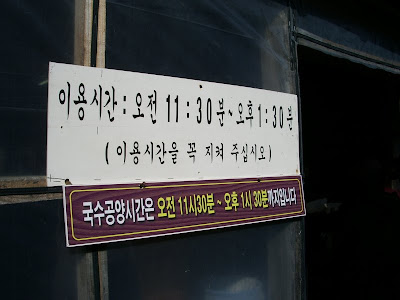 이용시간 : 오전 11 : 30분 ~ 오후 1 : 30분
( 이용시간을 꼭 지켜 주십시오 )
국수공양시간은 오전 11시30분 ~ 오후 1시 30분까지입니다